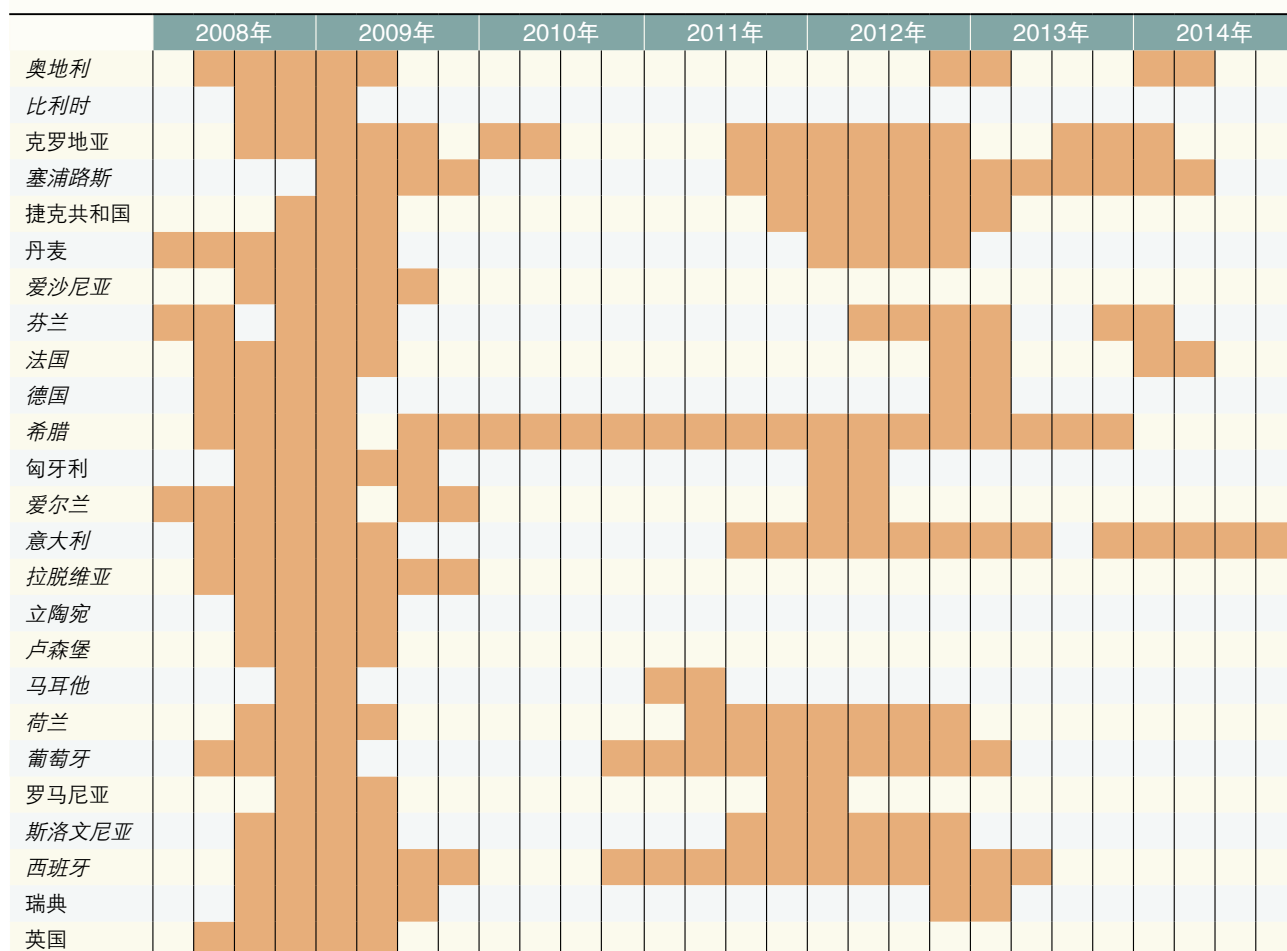 2008年 2009年 2010年 2011年 2012年 2013年 2014年
奥地利
比利时
克罗地亚
塞浦路斯
捷克共和国
丹麦
爱沙尼亚
芬兰
法国
德国
希腊
匈牙利
爱尔兰
意大利
拉脱维亚
立陶宛
卢森堡
马耳他
荷兰
葡萄牙
罗马尼亚
斯洛文尼亚
西班牙
瑞典
英国